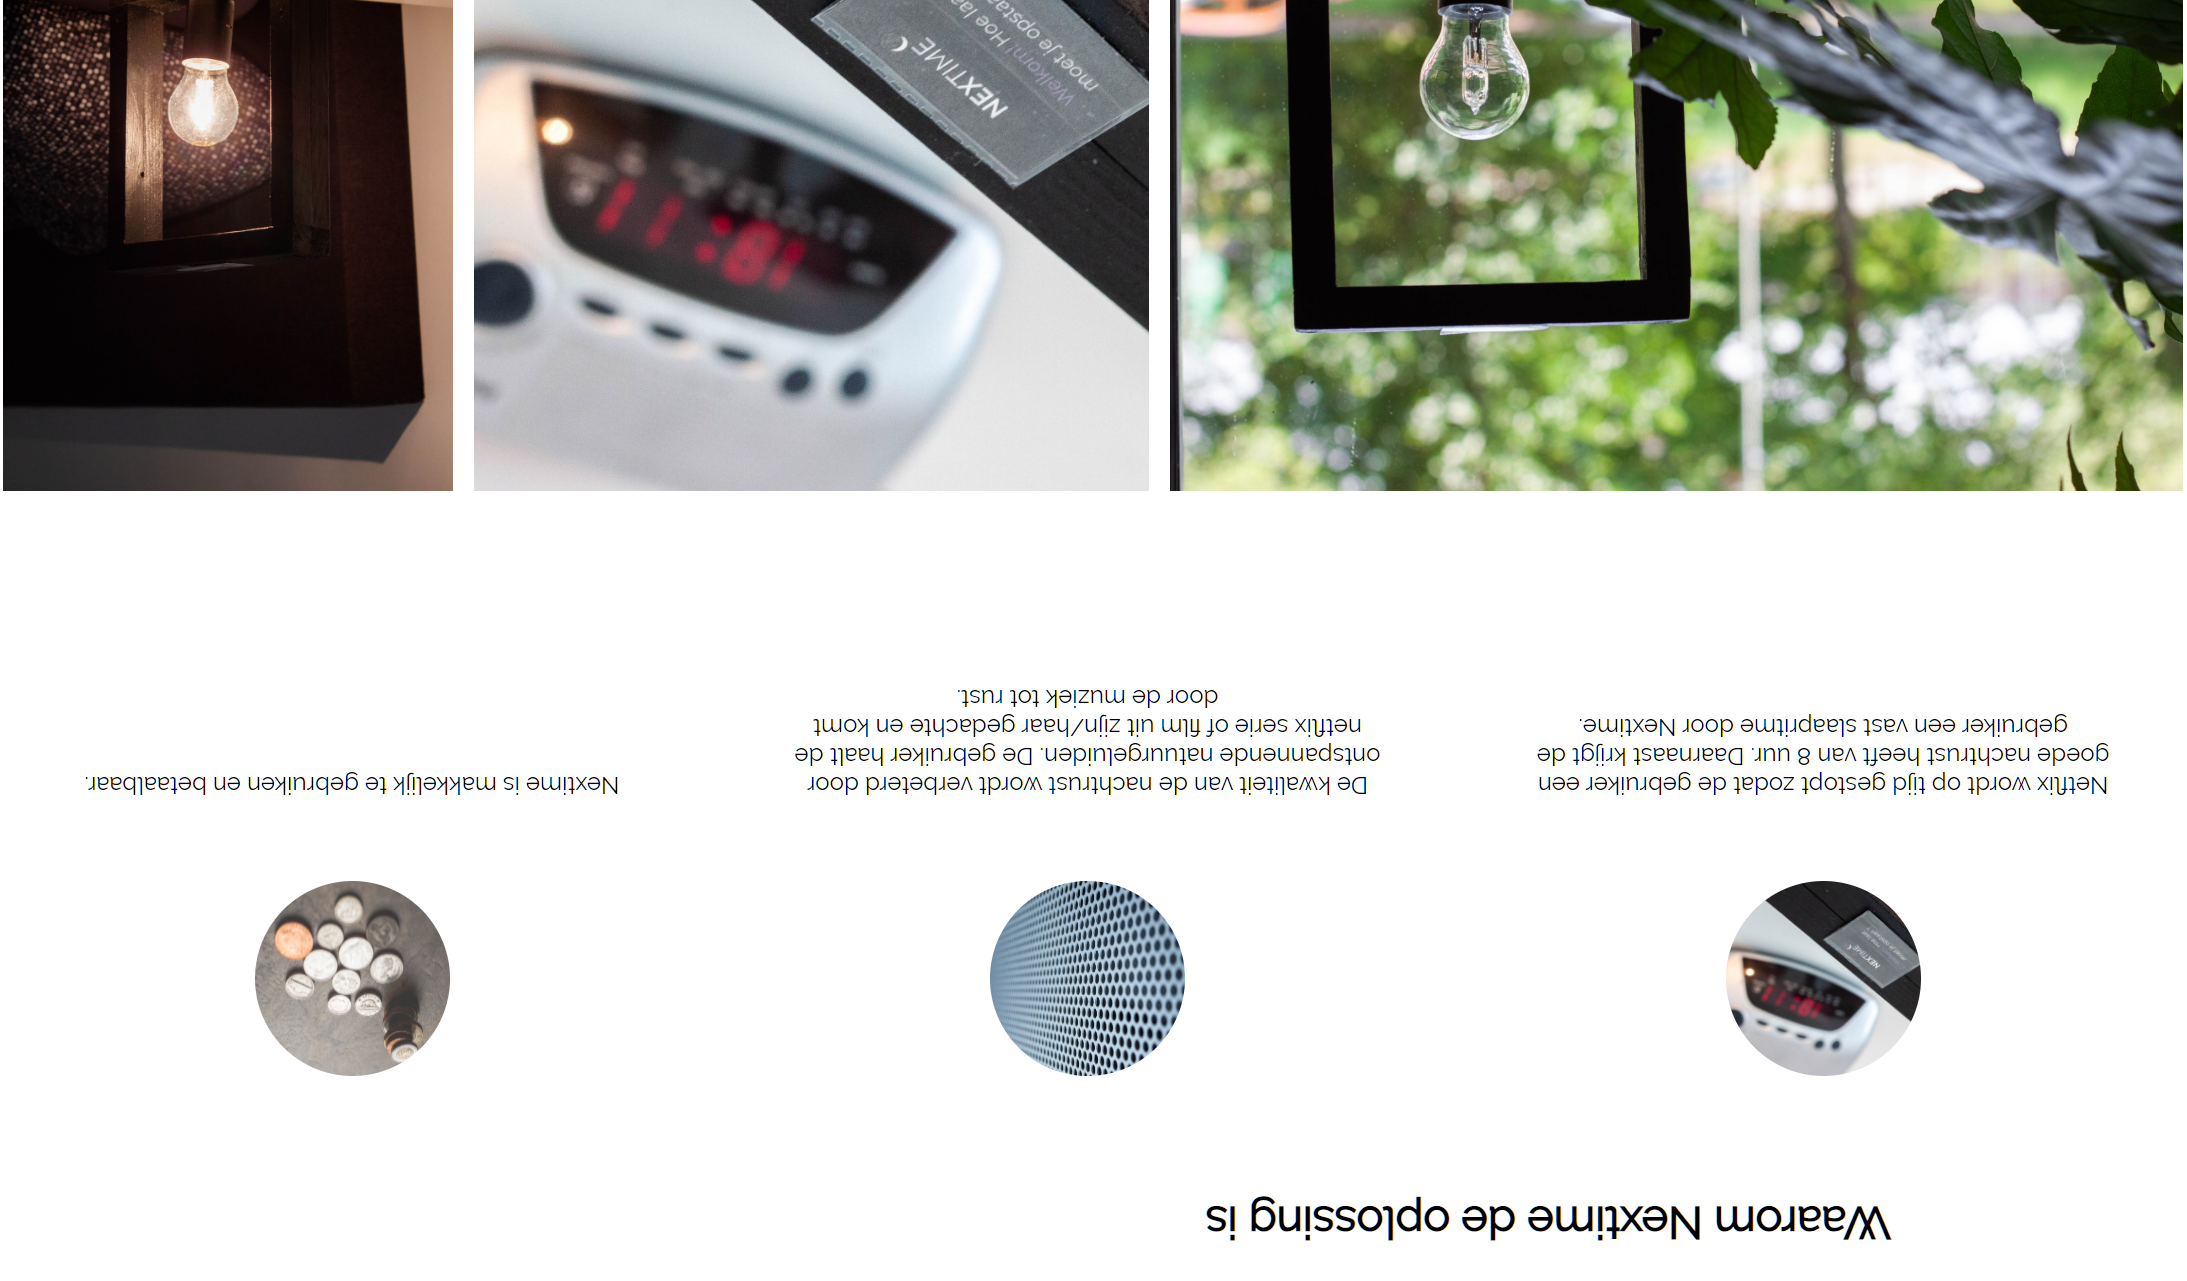 Waarom Nextime de oplossing is
Netflix wordt op tijd gestopt zodat de gebruiker een
goede nachtrust heeft van 8 uur. Daarnaast krijgt de
gebruiker een vast slaapritme door Nextime.
De kwaliteit van de nachtrust wordt verbeterd door
ontspannende natuurgeluiden. De gebruiker haalt de
netflix serie of film uit zijn/haar gedachte en komt
door de muziek tot rust.
Nextime is makkelijk te gebruiken en betaalbaar.
NEXTIME
Welkom! Hoe
moet je
18:11